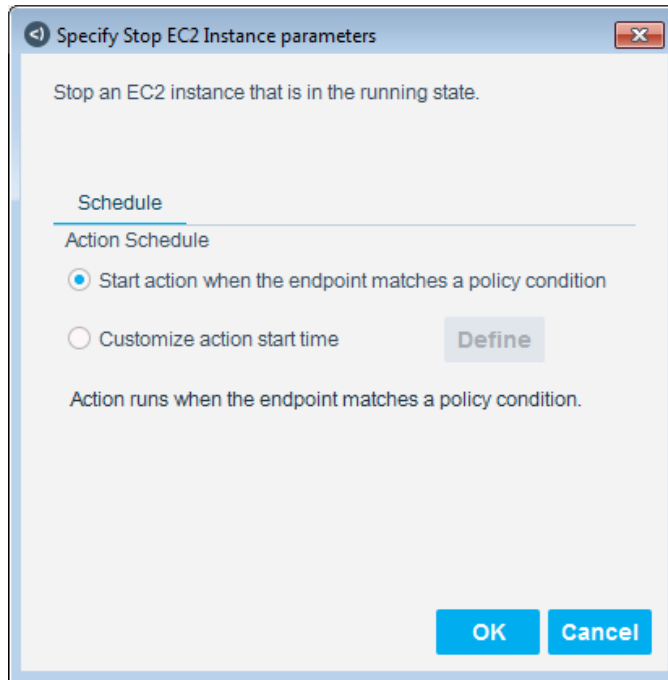 Specify Stop EC2 Instance parameters
Stop an EC2 instance that is in the running state.
Schedule
Action Schedule
Start action when the endpoint matches a policy condition
Customize action start time Define
Action runs when the endpoint matches a policy condition.
OK Cancel